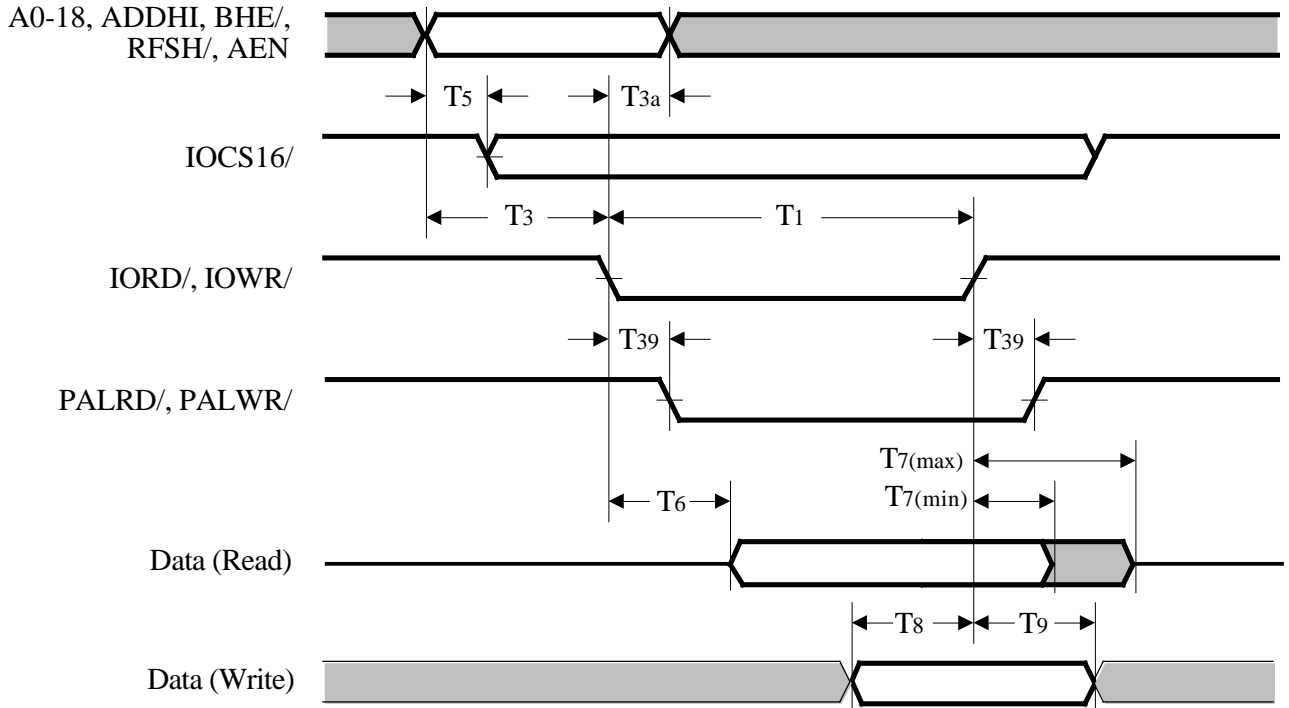 A0-18, ADDHI, BHE/,
RFSH/, AEN
T5
T3a
IOCS16/
T3
T1
IORD/, IOWR/
T39
T39
PALRD/, PALWR/
T7(max)
T6
T7(min)
Data (Read)
T8
T9
Data (Write)